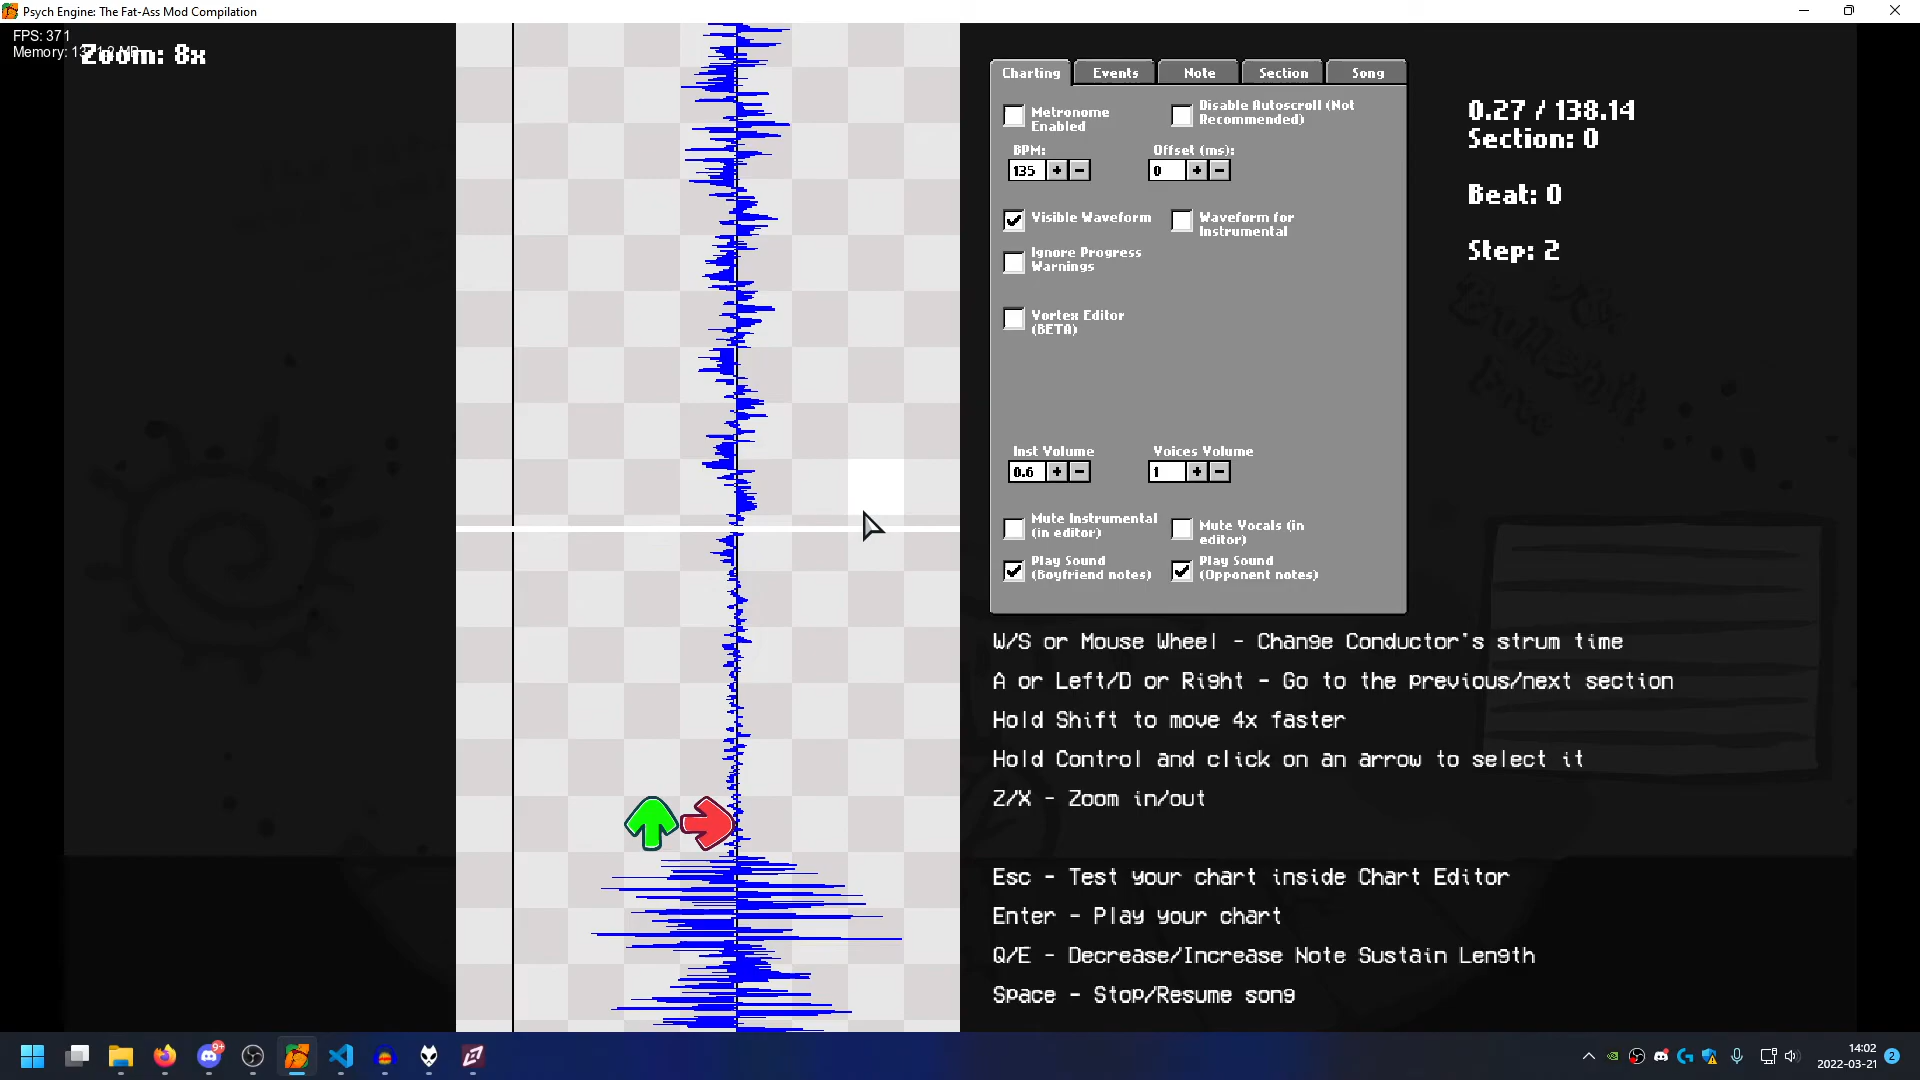 Psych Engine: The Fat-Ass Mod Compilation
FPS: 371
Memory:
Zoom: 8x
Charting
Events
Note
Section
Song
Metronome Enabled
Disable Autoscroll (Not Recommended)
BPM:
135 + -
Offset (ms):
0 + -
Visible Waveform
Waveform for Instrumental
Ignore Progress Warnings
Vortex Editor (BETA)
Inst Volume
0.6 + -
Voices Volume
1 + -
Mute Instrumental (in editor)
Mute Vocals (in editor)
Play Sound (Boyfriend notes)
Play Sound (Opponent notes)
0.27 / 138.14
Section: 0
Beat: 0
Step: 2
W/S or Mouse Wheel - Change Conductor's strum time
A or Left/D or Right - Go to the previous/next section
Hold Shift to move 4x faster
Hold Control and click on an arrow to select it
Z/X - Zoom in/out
Esc - Test your chart inside Chart Editor
Enter - Play your chart
Q/E - Decrease/Increase Note Sustain Length
Space - Stop/Resume song
9+
14:02
2022-03-21
2